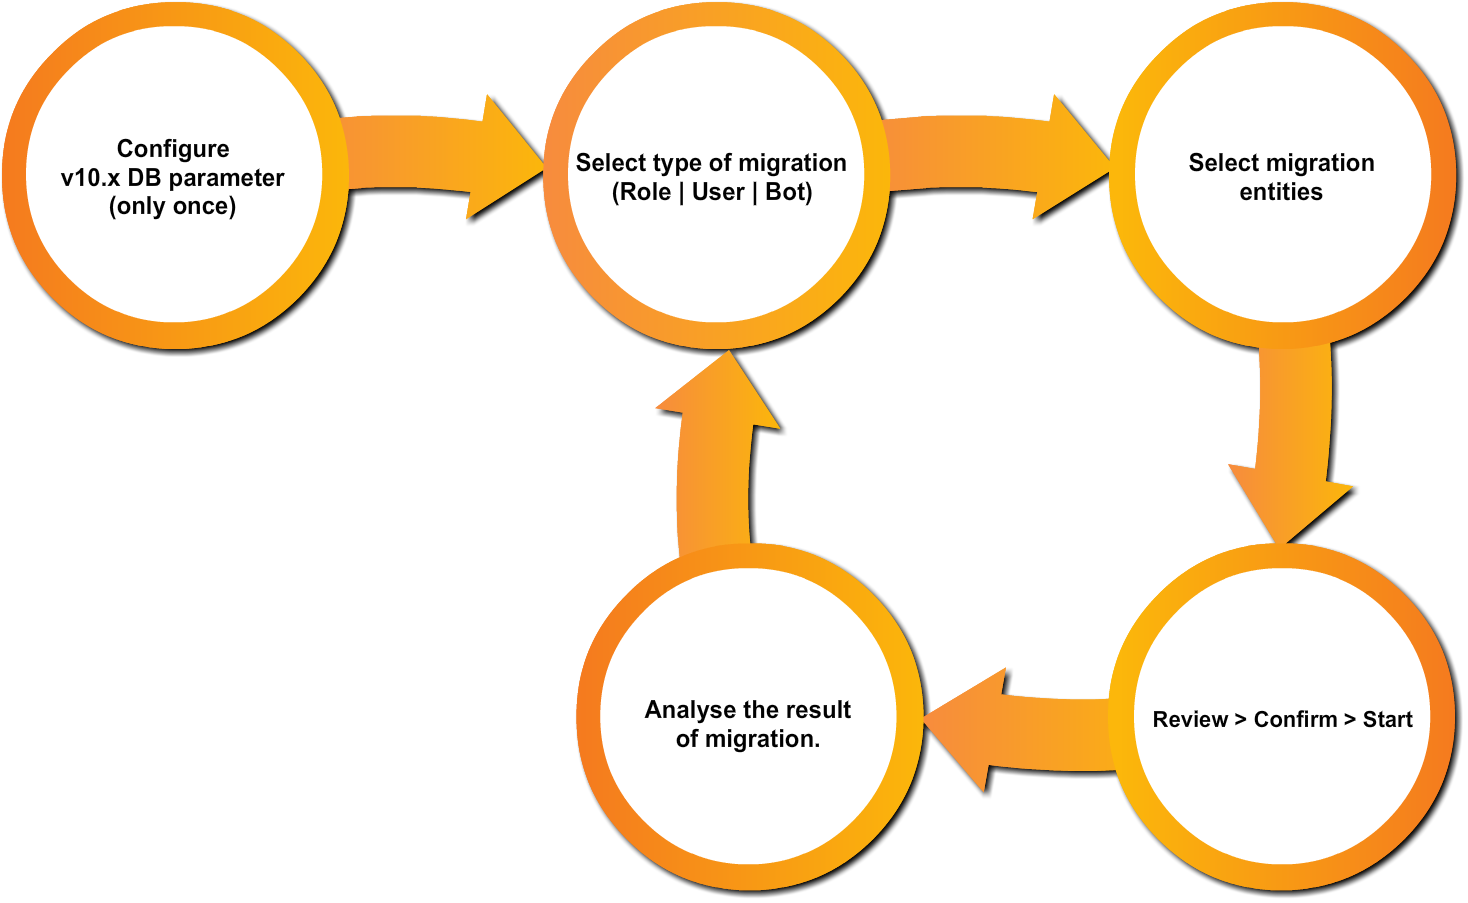 Configure
v10.x DB parameter
(only once)
Select type of migration
(Role | User | Bot)
Select migration
entities
Review > Confirm > Start
Analyse the result
of migration.